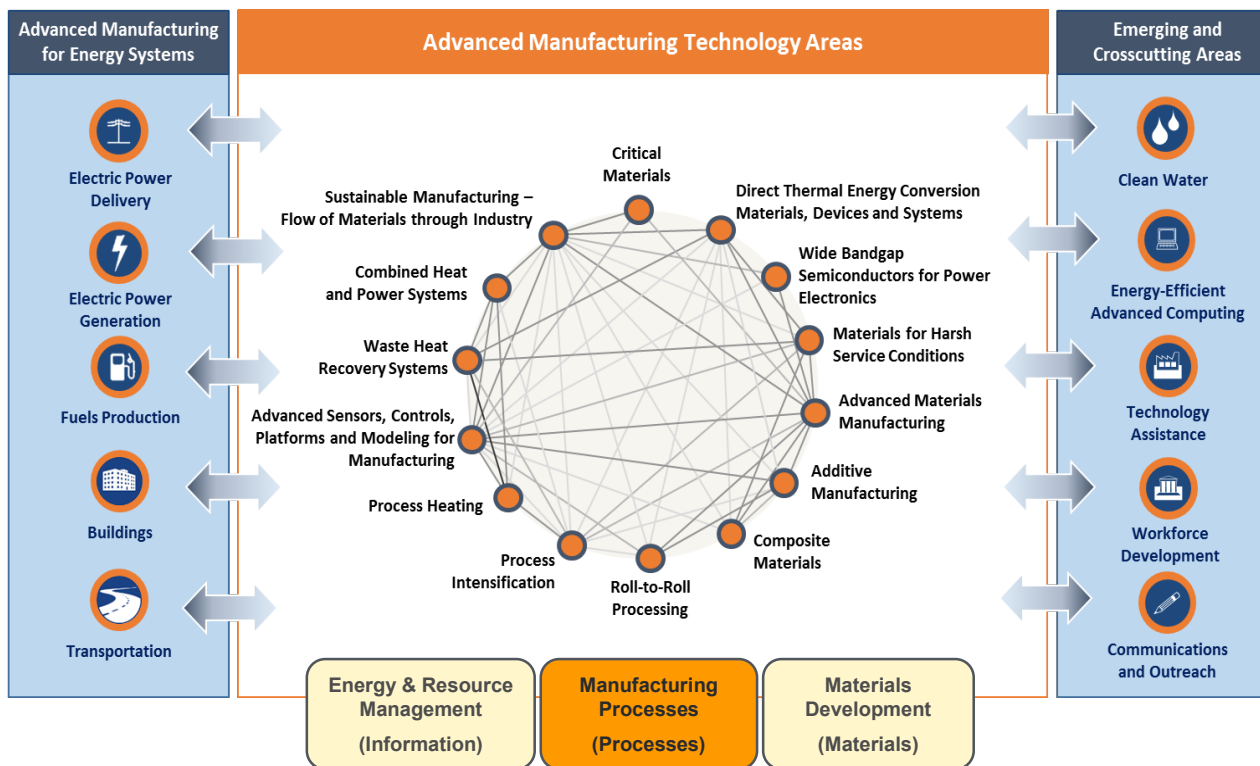 Advanced Manufacturing
for Energy Systems
Electric Power
Delivery
Electric Power
Generation
Fuels Production
Buildings
Transportation
Advanced Manufacturing Technology Areas
Critical
Materials
Direct Thermal Energy Conversion
Materials, Devices and Systems
Wide Bandgap
Semiconductors for Power
Electronics
Materials for Harsh
Service Conditions
Advanced Materials
Manufacturing
Additive
Manufacturing
Composite
Materials
Roll-to-Roll
Processing
Process
Intensification
Process Heating
Advanced Sensors, Controls,
Platforms and Modeling for
Manufacturing
Waste Heat
Recovery Systems
Combined Heat
and Power Systems
Sustainable Manufacturing –
Flow of Materials through Industry
Energy & Resource
Management
(Information)
Manufacturing
Processes
(Processes)
Materials
Development
(Materials)
Emerging and
Crosscutting Areas
Clean Water
Energy-Efficient
Advanced Computing
Technology
Assistance
Workforce
Development
Communications
and Outreach